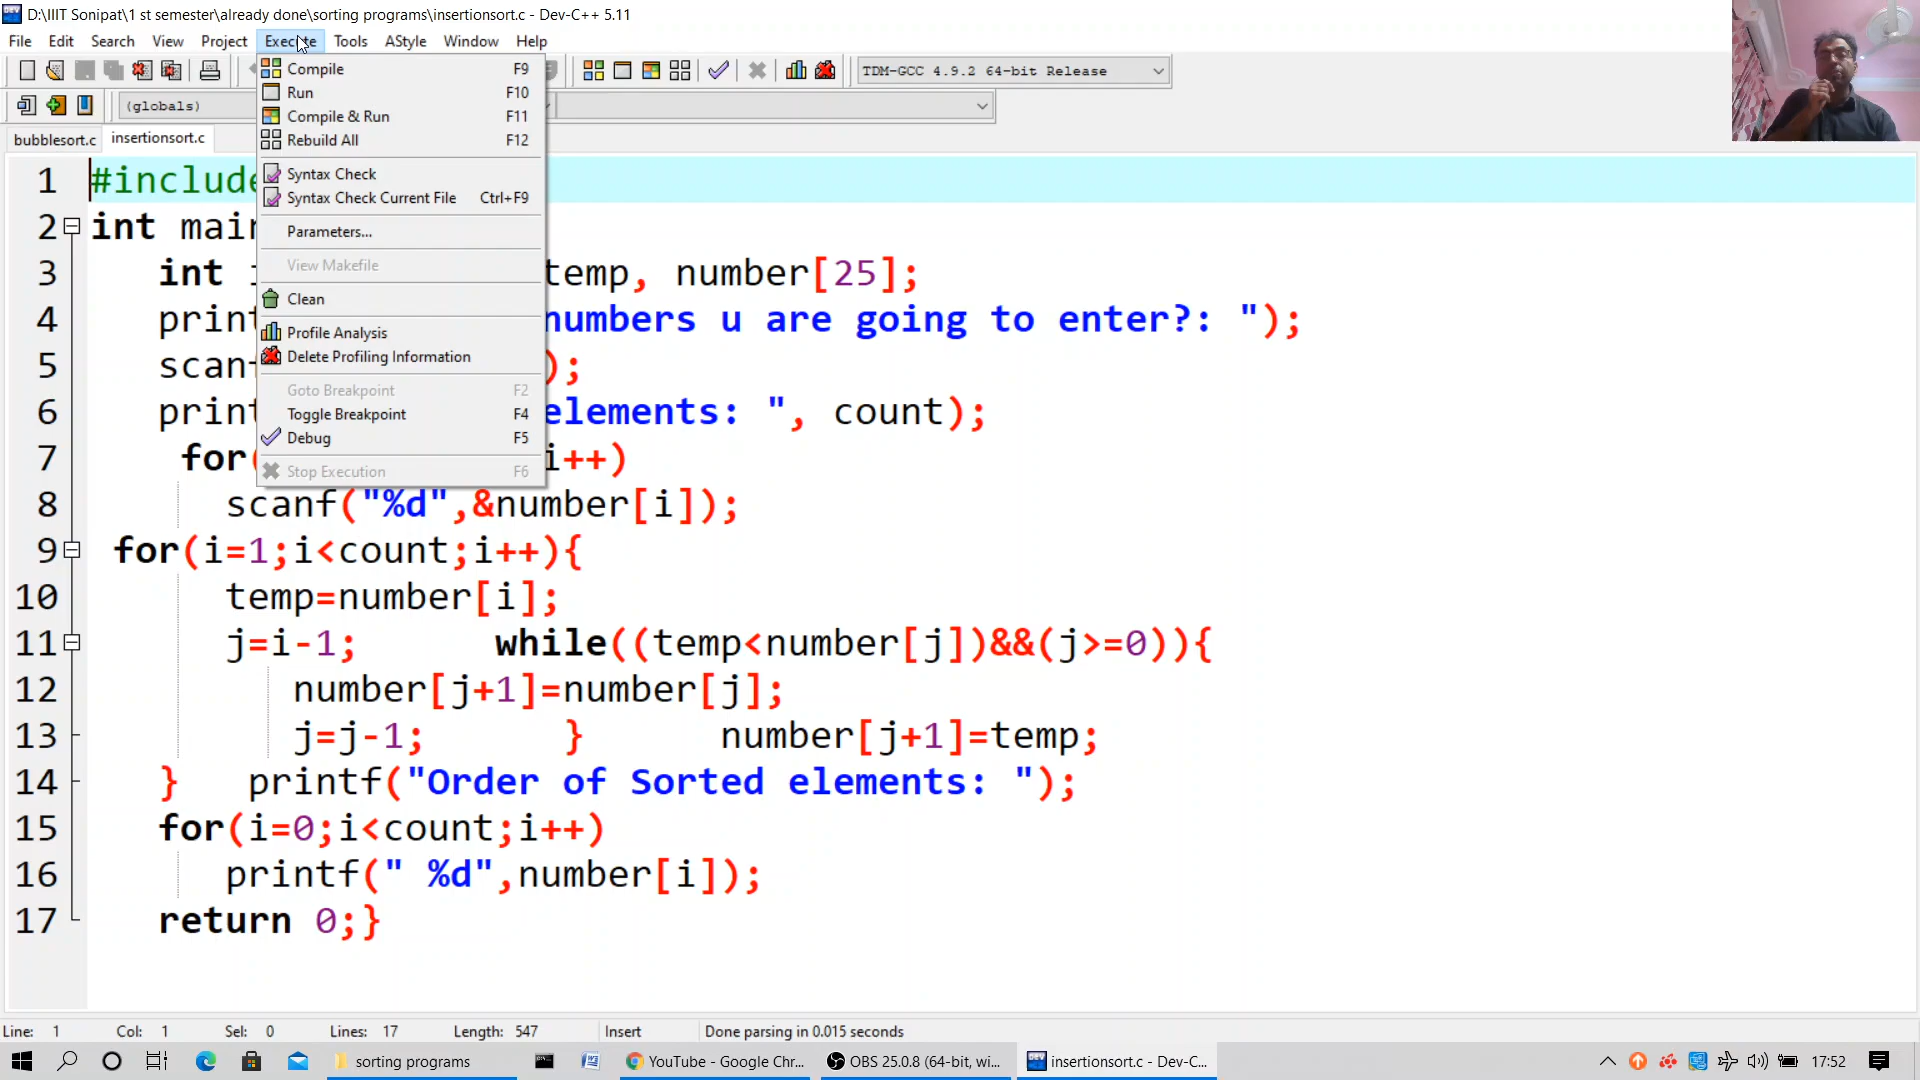 D:\IIIT Sonipat\1 st semester\already done\sorting programs\insertionsort.c - Dev-C++ 5.11
File Edit Search View Project Execute Tools AStyle Window Help
TDM-GCC 4.9.2 64-bit Release
(globals)
bubblesort.c insertionsort.c
Compile F9
Run F10
Compile & Run F11
Rebuild All F12
Syntax Check
Syntax Check Current File Ctrl+F9
Parameters...
View Makefile
Clean
Profile Analysis
Delete Profiling Information
Goto Breakpoint F2
Toggle Breakpoint F4
Debug F5
Stop Execution F6
1 #include
2 int main
3 int temp, number[25];
4 print numbers u are going to enter?: ");
5 scan );
6 print elements: ", count);
7 for( i++)
8 scanf("%d",&number[i]);
9 for(i=1;i<count;i++){
10 temp=number[i];
11 j=i-1; while((temp<number[j])&&(j>=0)){
12 number[j+1]=number[j];
13 j=j-1; } number[j+1]=temp;
14 } printf("Order of Sorted elements: ");
15 for(i=0;i<count;i++)
16 printf(" %d",number[i]);
17 return 0;}
Line: 1 Col: 1 Sel: 0 Lines: 17 Length: 547 Insert Done parsing in 0.015 seconds
sorting programs YouTube - Google Chr... OBS 25.0.8 (64-bit, wi... insertionsort.c - Dev-C... 17:52